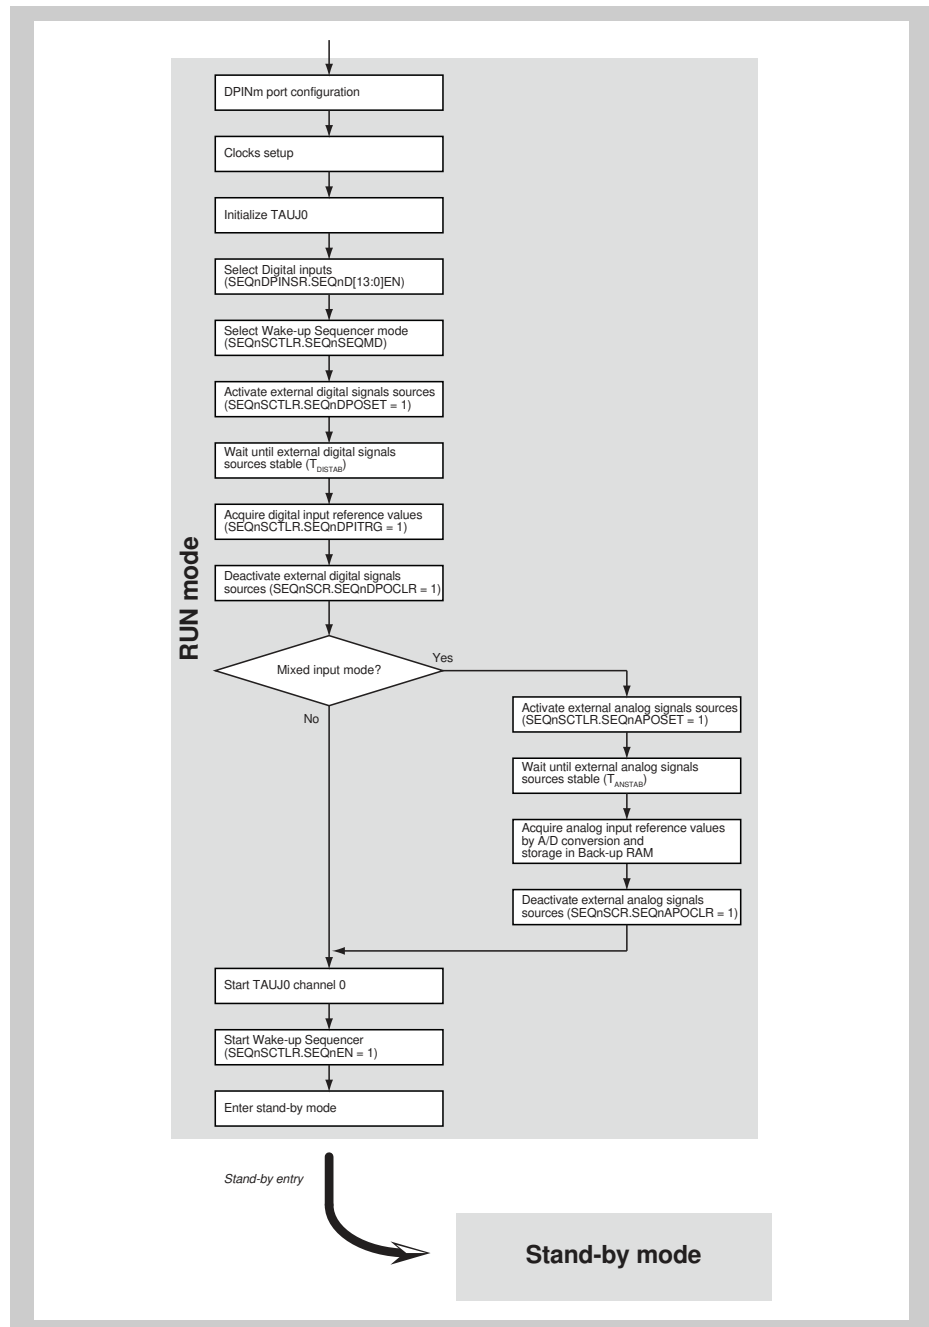 DPINm port configuration
Clocks setup
Initialize TAUJ0
Select Digital inputs
(SEQnDPINSR.SEQnD[13:0]EN)
Select Wake-up Sequencer mode
(SEQnSCTLR.SEQnSEQMD)
Activate external digital signals sources
(SEQnSCTLR.SEQnDPOSET = 1)
Wait until external digital signals
sources stable (TDISTAB)
Acquire digital input reference values
(SEQnSCTLR.SEQnDPITRG = 1)
Deactivate external digital signals
sources (SEQnSCR.SEQnDPOCLR = 1)
RUN mode
Mixed input mode?
Yes
No
Activate external analog signals sources
(SEQnSCTLR.SEQnAPOSET = 1)
Wait until external analog signals
sources stable (TANSTAB)
Acquire analog input reference values
by A/D conversion and
storage in Back-up RAM
Deactivate external analog signals
sources (SEQnSCR.SEQnAPOCLR = 1)
Start TAUJ0 channel 0
Start Wake-up Sequencer
(SEQnSCTLR.SEQnEN = 1)
Enter stand-by mode
Stand-by entry
Stand-by mode